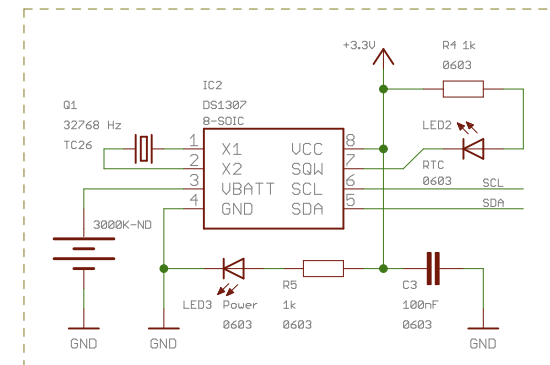 +3.3V
R4 1k
0603
IC2
DS1307
8-SOIC
Q1
32768 Hz
TC26
LED2
1 X1 VCC 8
2 X2 SQW 7
3 VBATT SCL 6
4 GND SDA 5
RTC
0603
SCL
SDA
3000K-ND
LED3 Power
0603
R5
1k
0603
C3
100nF
0603
GND
GND
GND